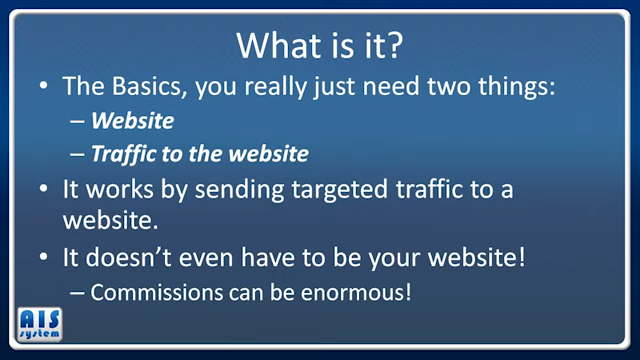 What is it?
• The Basics, you really just need two things:
– Website
– Traffic to the website
• It works by sending targeted traffic to a
website.
• It doesn’t even have to be your website!
– Commissions can be enormous!
AIS
system